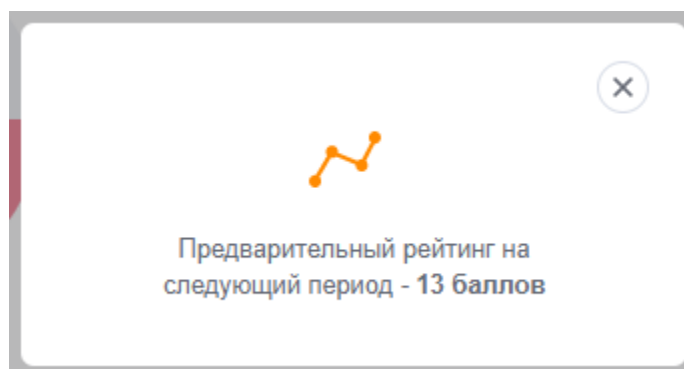 Предварительный рейтинг на
следующий период - 13 баллов